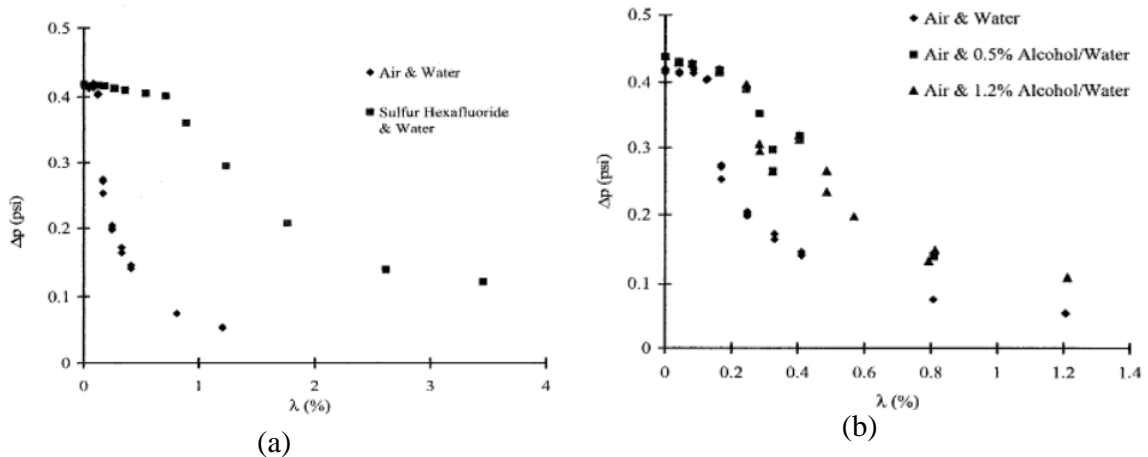 0.5
0.4
0.3
0.2
0.1
0
Δp (psi)
Air & Water
Sulfur Hexafluoride
& Water
0 1 2 3 4
λ (%)
(a)
0.5
0.4
0.3
0.2
0.1
0
Δp (psi)
Air & Water
Air & 0.5% Alcohol/Water
Air & 1.2% Alcohol/Water
0 0.2 0.4 0.6 0.8 1 1.2 1.4
λ (%)
(b)